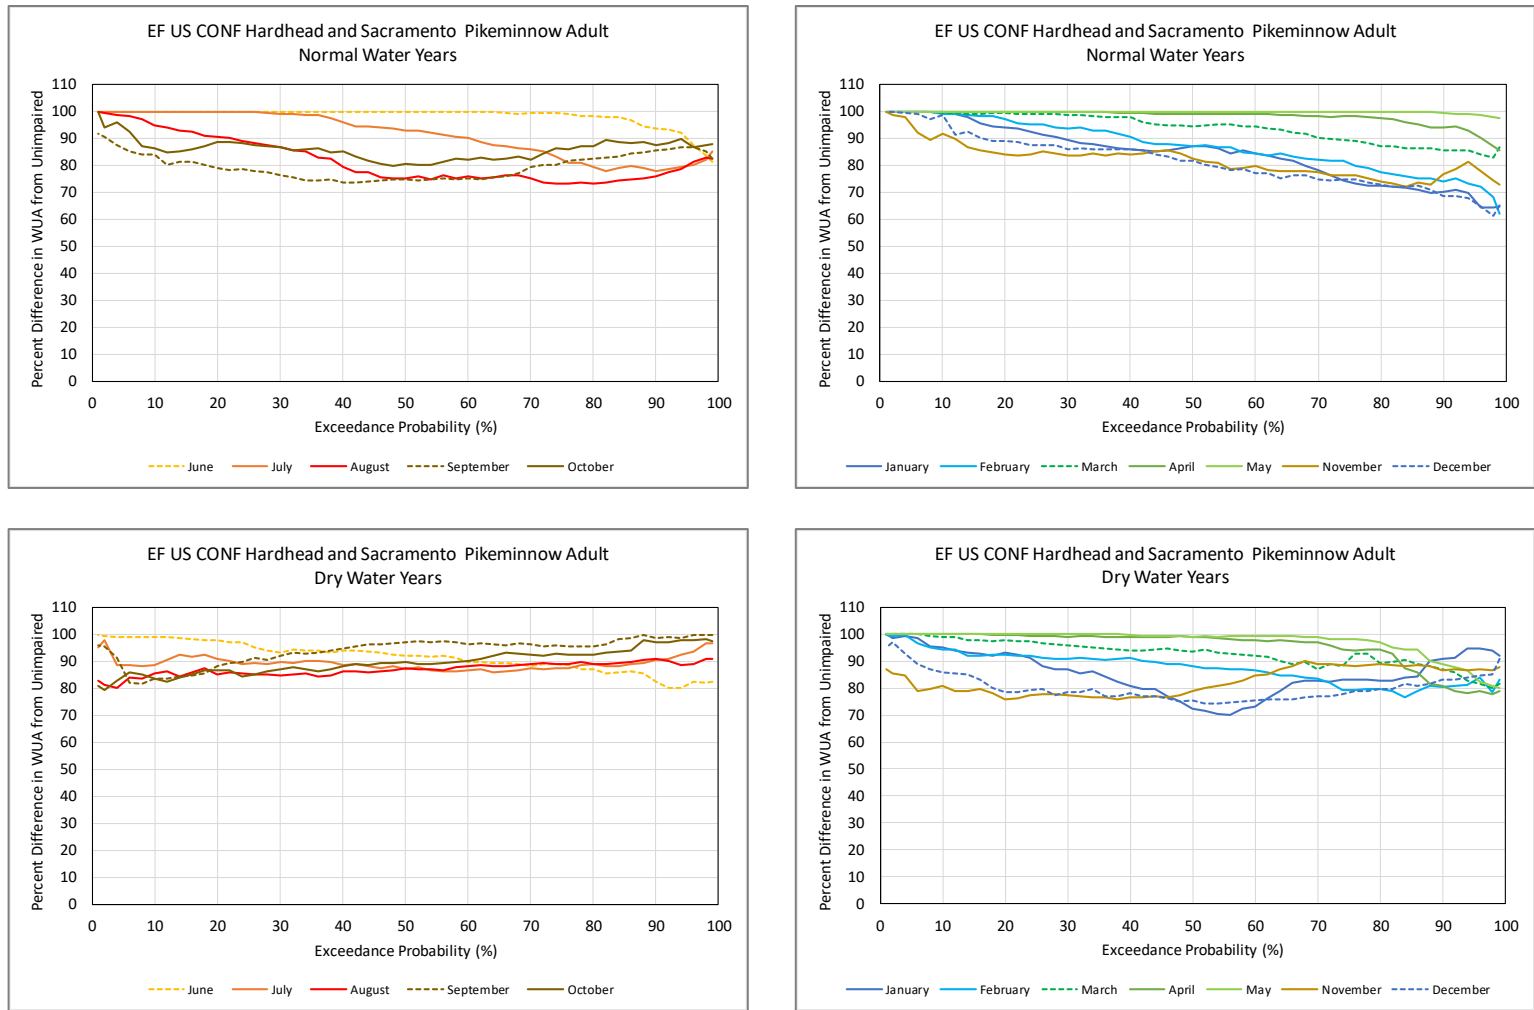 EF US CONF Hardhead and Sacramento Pikeminnow Adult
Normal Water Years
Percent Difference in WUA from Unimpaired
110
100
90
80
70
60
50
40
30
20
10
0
0 10 20 30 40 50 60 70 80 90 100
Exceedance Probability (%)
June July August September October
EF US CONF Hardhead and Sacramento Pikeminnow Adult
Normal Water Years
Percent Difference in WUA from Unimpaired
110
100
90
80
70
60
50
40
30
20
10
0
0 10 20 30 40 50 60 70 80 90 100
Exceedance Probability (%)
January February March April May November December
EF US CONF Hardhead and Sacramento Pikeminnow Adult
Dry Water Years
Percent Difference in WUA from Unimpaired
110
100
90
80
70
60
50
40
30
20
10
0
0 10 20 30 40 50 60 70 80 90 100
Exceedance Probability (%)
June July August September October
EF US CONF Hardhead and Sacramento Pikeminnow Adult
Dry Water Years
Percent Difference in WUA from Unimpaired
110
100
90
80
70
60
50
40
30
20
10
0
0 10 20 30 40 50 60 70 80 90 100
Exceedance Probability (%)
January February March April May November December